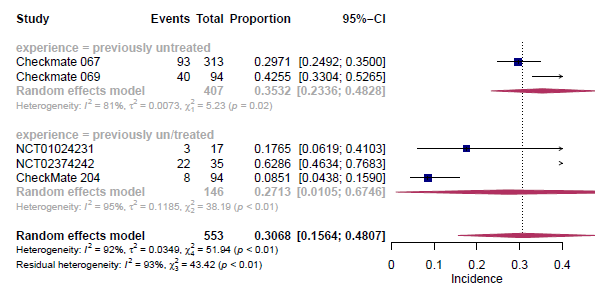 Study Events Total Proportion 95%-CI
experience = previously untreated
Checkmate 067 93 313 0.2971 [0.2492; 0.3500]
Checkmate 069 40 94 0.4255 [0.3304; 0.5265]
Random effects model 407 0.3532 [0.2336; 0.4828]
Heterogeneity: I² = 81%, τ² = 0.0073, χ²₁ = 5.23 (p = 0.02)
experience = previously un/treated
NCT01024231 3 17 0.1765 [0.0619; 0.4103]
NCT02374242 22 35 0.6286 [0.4634; 0.7683]
CheckMate 204 8 94 0.0851 [0.0438; 0.1590]
Random effects model 146 0.2713 [0.0105; 0.6746]
Heterogeneity: I² = 95%, τ² = 0.1185, χ²₂ = 38.19 (p < 0.01)
Random effects model 553 0.3068 [0.1564; 0.4807]
Heterogeneity: I² = 92%, τ² = 0.0349, χ²₄ = 51.94 (p < 0.01)
Residual heterogeneity: I² = 93%, χ²₃ = 43.42 (p < 0.01)
0 0.1 0.2 0.3 0.4
Incidence